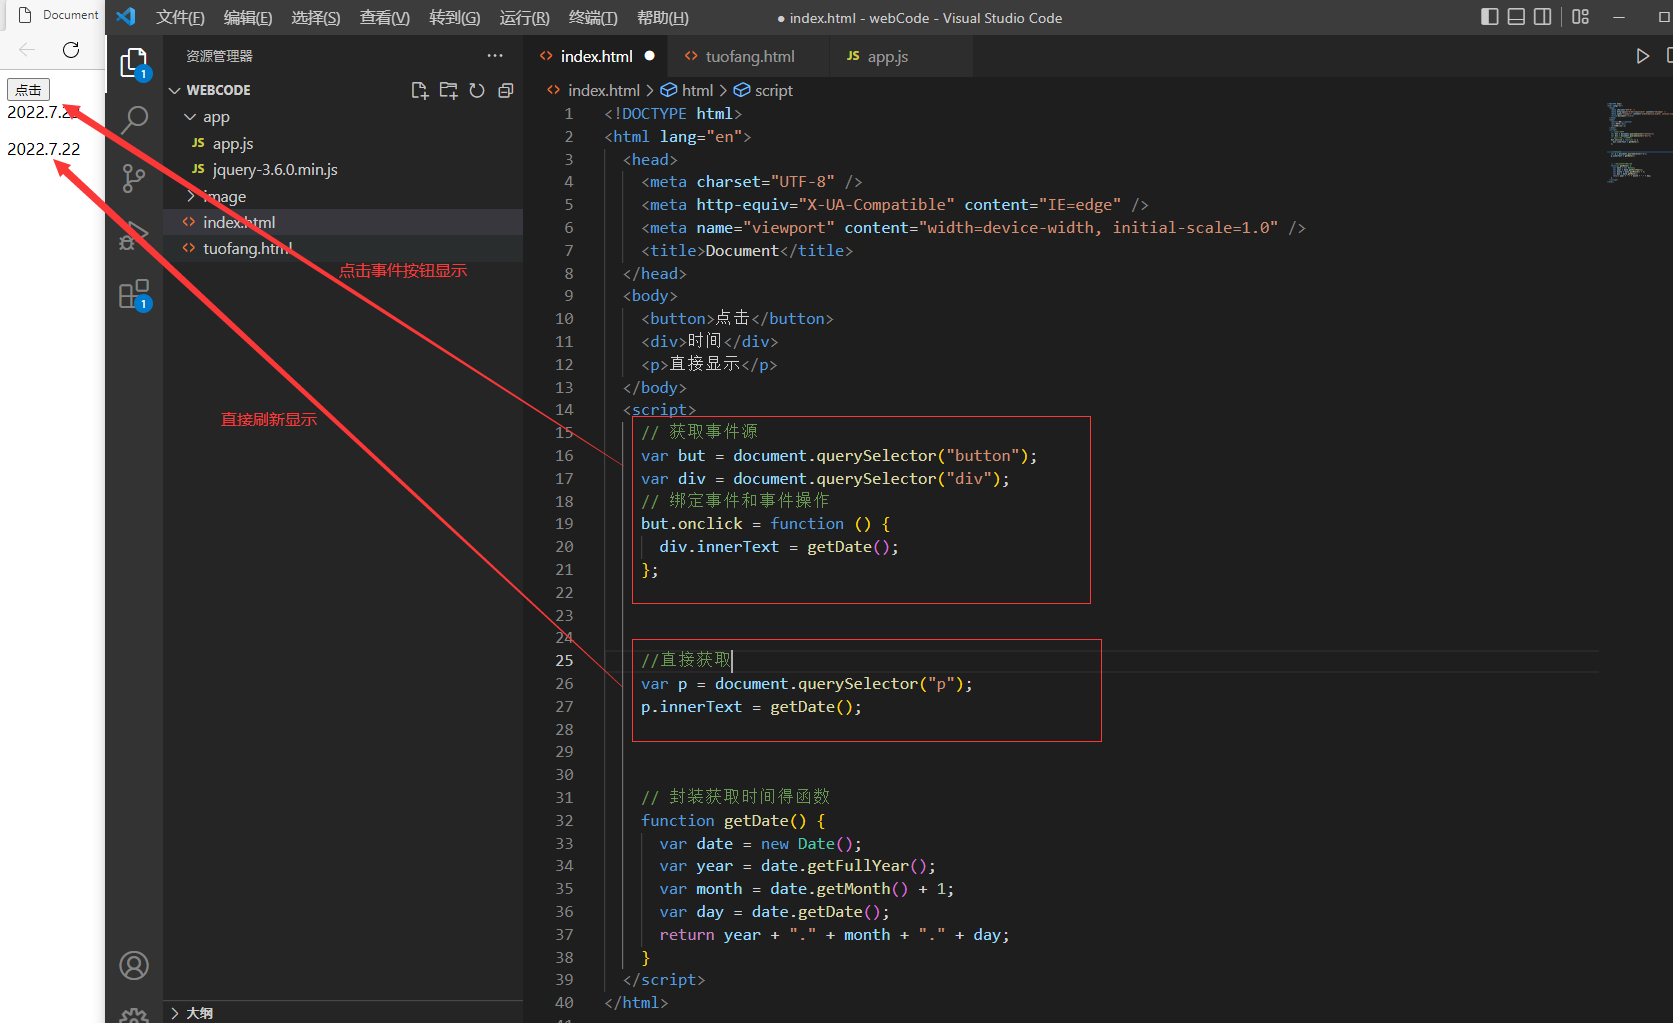 Document
文件(F) 编辑(E) 选择(S) 查看(V) 转到(G) 运行(R) 终端(T) 帮助(H)
● index.html - webCode - Visual Studio Code
点击
2022.7.22
2022.7.22
1
1
资源管理器
WEBCODE
app
JS app.js
JS jquery-3.6.0.min.js
image
index.html
tuofang.html
点击事件按钮显示
直接刷新显示
大纲
index.html ● tuofang.html JS app.js
index.html > html > script
1 <!DOCTYPE html>
2 <html lang="en">
3 <head>
4 <meta charset="UTF-8" />
5 <meta http-equiv="X-UA-Compatible" content="IE=edge" />
6 <meta name="viewport" content="width=device-width, initial-scale=1.0" />
7 <title>Document</title>
8 </head>
9 <body>
10 <button>点击</button>
11 <div>时间</div>
12 <p>直接显示</p>
13 </body>
14 <script>
15 // 获取事件源
16 var but = document.querySelector("button");
17 var div = document.querySelector("div");
18 // 绑定事件和事件操作
19 but.onclick = function () {
20 div.innerText = getDate();
21 };
22
23
24
25 //直接获取
26 var p = document.querySelector("p");
27 p.innerText = getDate();
28
29
30
31 // 封装获取时间得函数
32 function getDate() {
33 var date = new Date();
34 var year = date.getFullYear();
35 var month = date.getMonth() + 1;
36 var day = date.getDate();
37 return year + "." + month + "." + day;
38 }
39 </script>
40 </html>